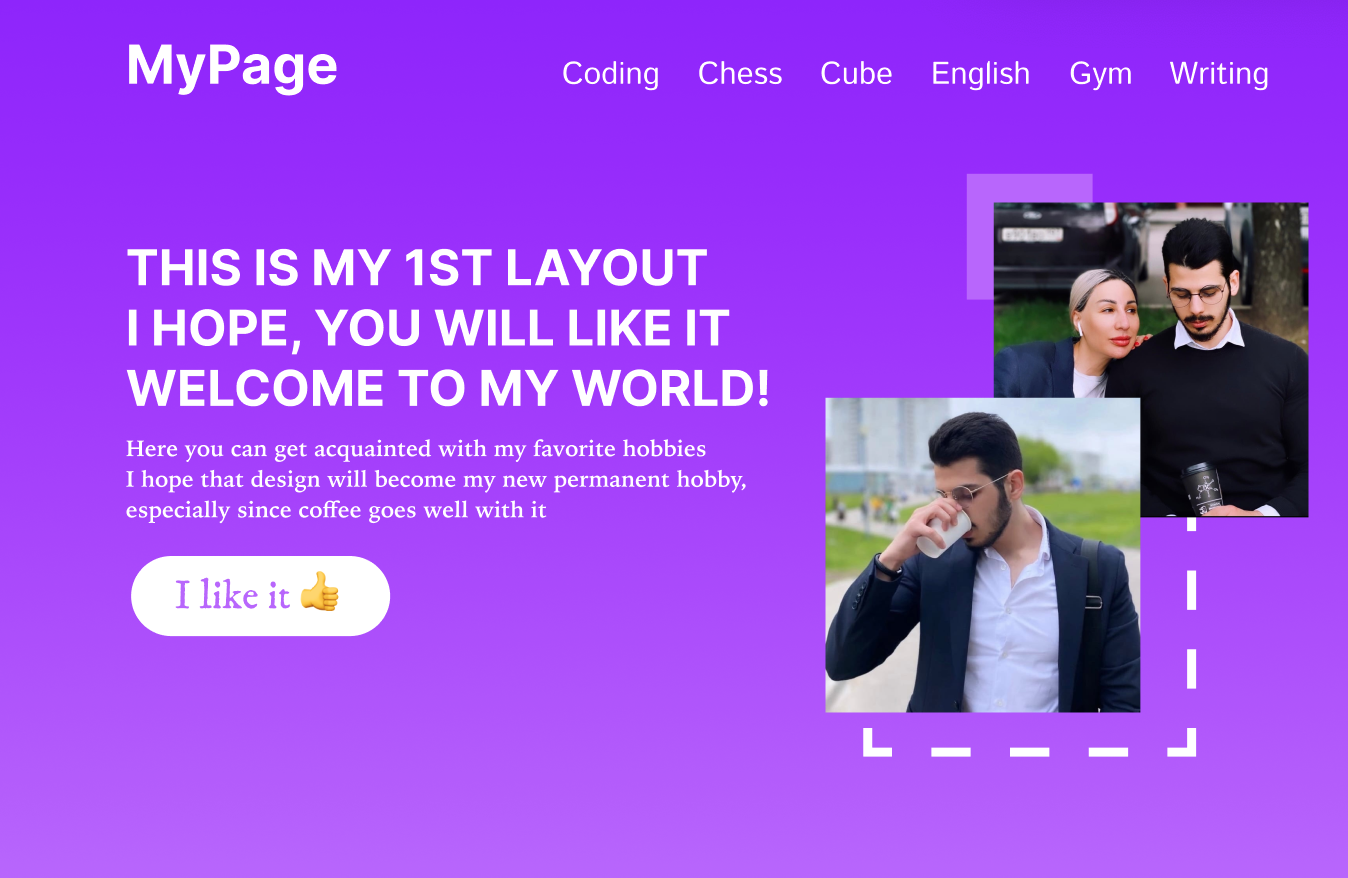 MyPage
Coding Chess Cube English Gym Writing
THIS IS MY 1ST LAYOUT
I HOPE, YOU WILL LIKE IT
WELCOME TO MY WORLD!
Here you can get acquainted with my favorite hobbies
I hope that design will become my new permanent hobby,
especially since coffee goes well with it
I like it 👍